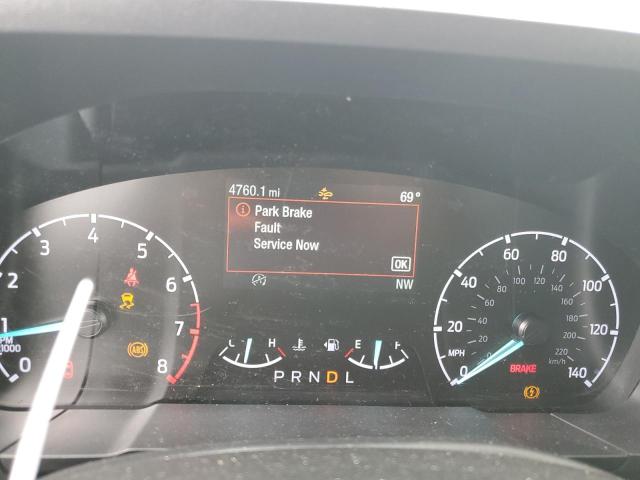 4760.1 mi 69°
Park Brake
Fault
Service Now
OK
NW
0 1 2 3 4 5 6 7 8
1000
ABS
C H E F
P R N D L
0 20 40 60 80 100 120 140
MPH
0 20 40 60 80 100 120 140 160 180 200 220
km/h
BRAKE